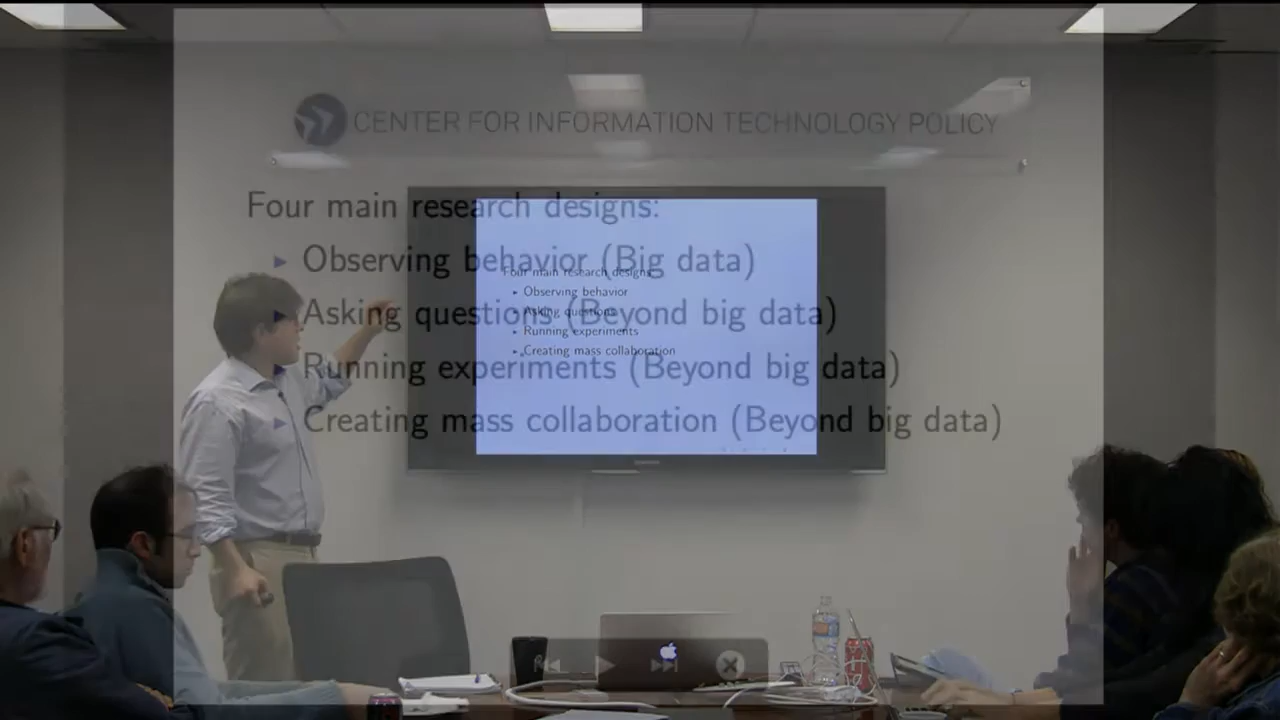 CENTER FOR INFORMATION TECHNOLOGY POLICY
Four main research designs:
▸ Observing behavior (Big data)
▸ Asking questions (Beyond big data)
▸ Running experiments (Beyond big data)
▸ Creating mass collaboration (Beyond big data)
Four main research designs:
▸ Observing behavior
▸ Asking questions
▸ Running experiments
▸ Creating mass collaboration